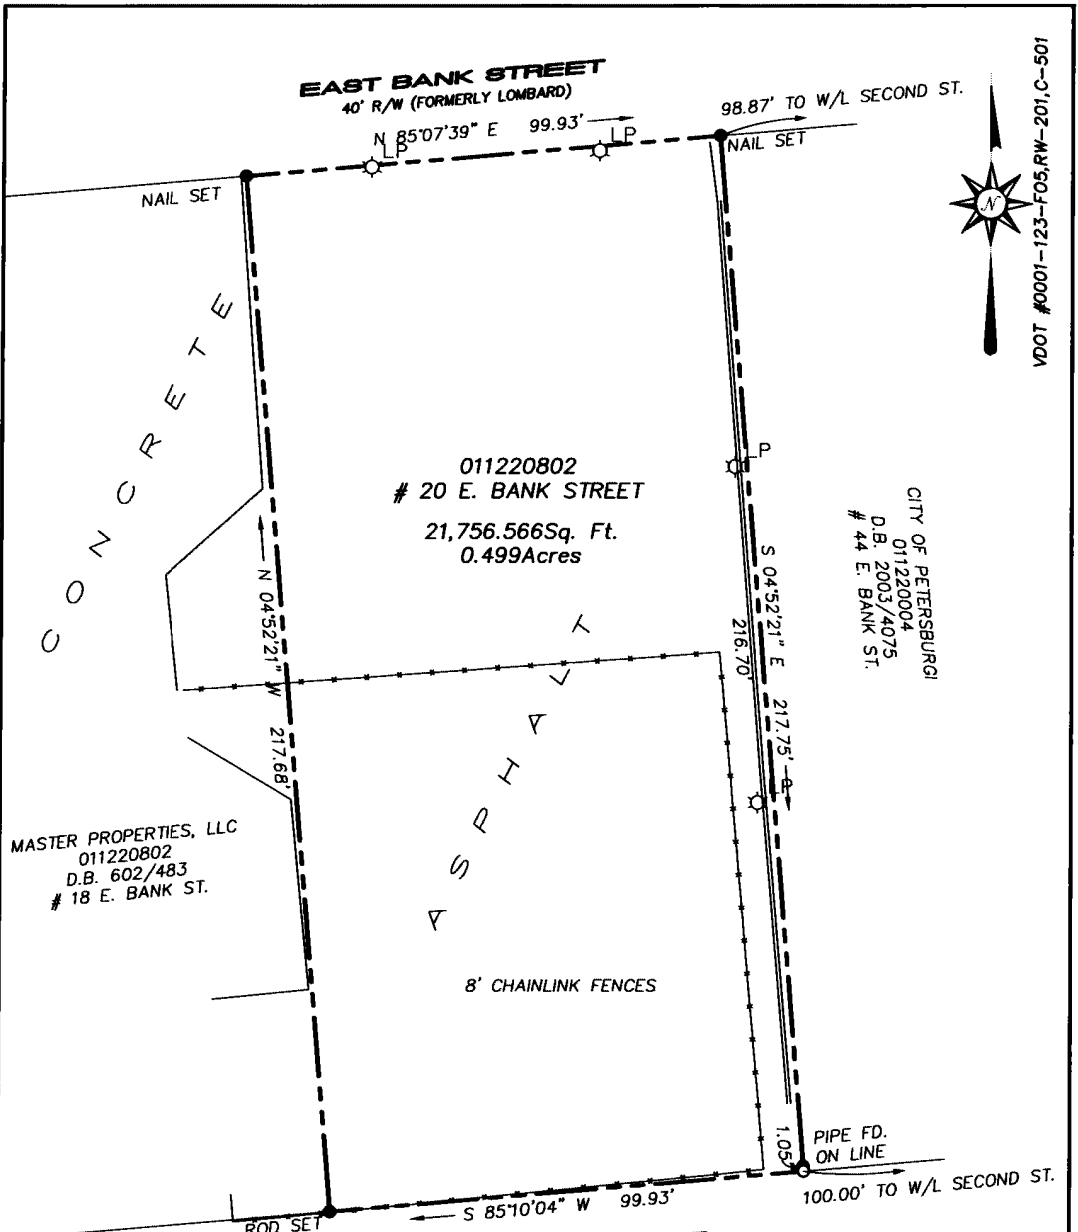 EAST BANK STREET
40' R/W (FORMERLY LOMBARD)
N 85°07'39" E 99.93'
98.87' TO W/L SECOND ST.
LP
LP
NAIL SET
NAIL SET
N
VDOT #0001-123-F05,RW-201,C-501
CONCRETE
011220802
# 20 E. BANK STREET
21,756.566Sq. Ft.
0.499Acres
LP
CITY OF PETERSBURGI
011220004
D.B. 2003/4075
# 44 E. BANK ST.
N 04°52'21" W 217.68'
S 04°52'21" E 217.75'
216.70'
ASPHALT
LP
MASTER PROPERTIES, LLC
011220802
D.B. 602/483
# 18 E. BANK ST.
8' CHAINLINK FENCES
1.05'
PIPE FD.
ON LINE
100.00' TO W/L SECOND ST.
S 85°10'04" W 99.93'
ROD SET